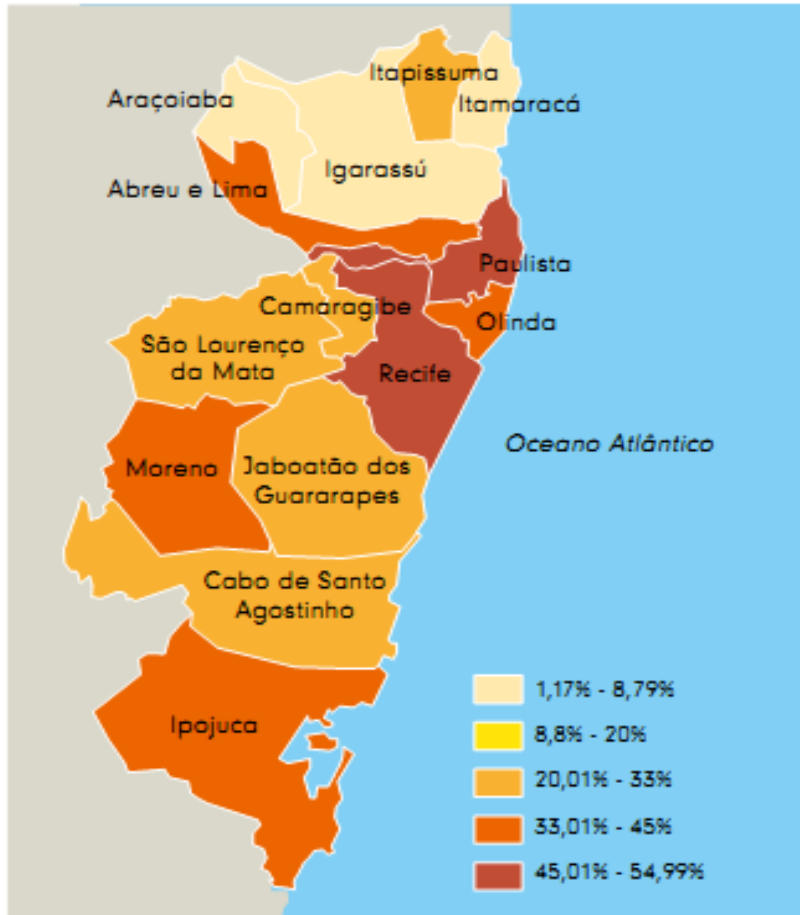 Itapissuma
Araçoiaba
Itamaracá
Igarassú
Abreu e Lima
Paulista
Camaragibe
Olinda
São Lourenço
da Mata
Recife
Oceano Atlântico
Moreno
Jaboatão dos
Guararapes
Cabo de Santo
Agostinho
Ipojuca
1,17% - 8,79%
8,8% - 20%
20,01% - 33%
33,01% - 45%
45,01% - 54,99%